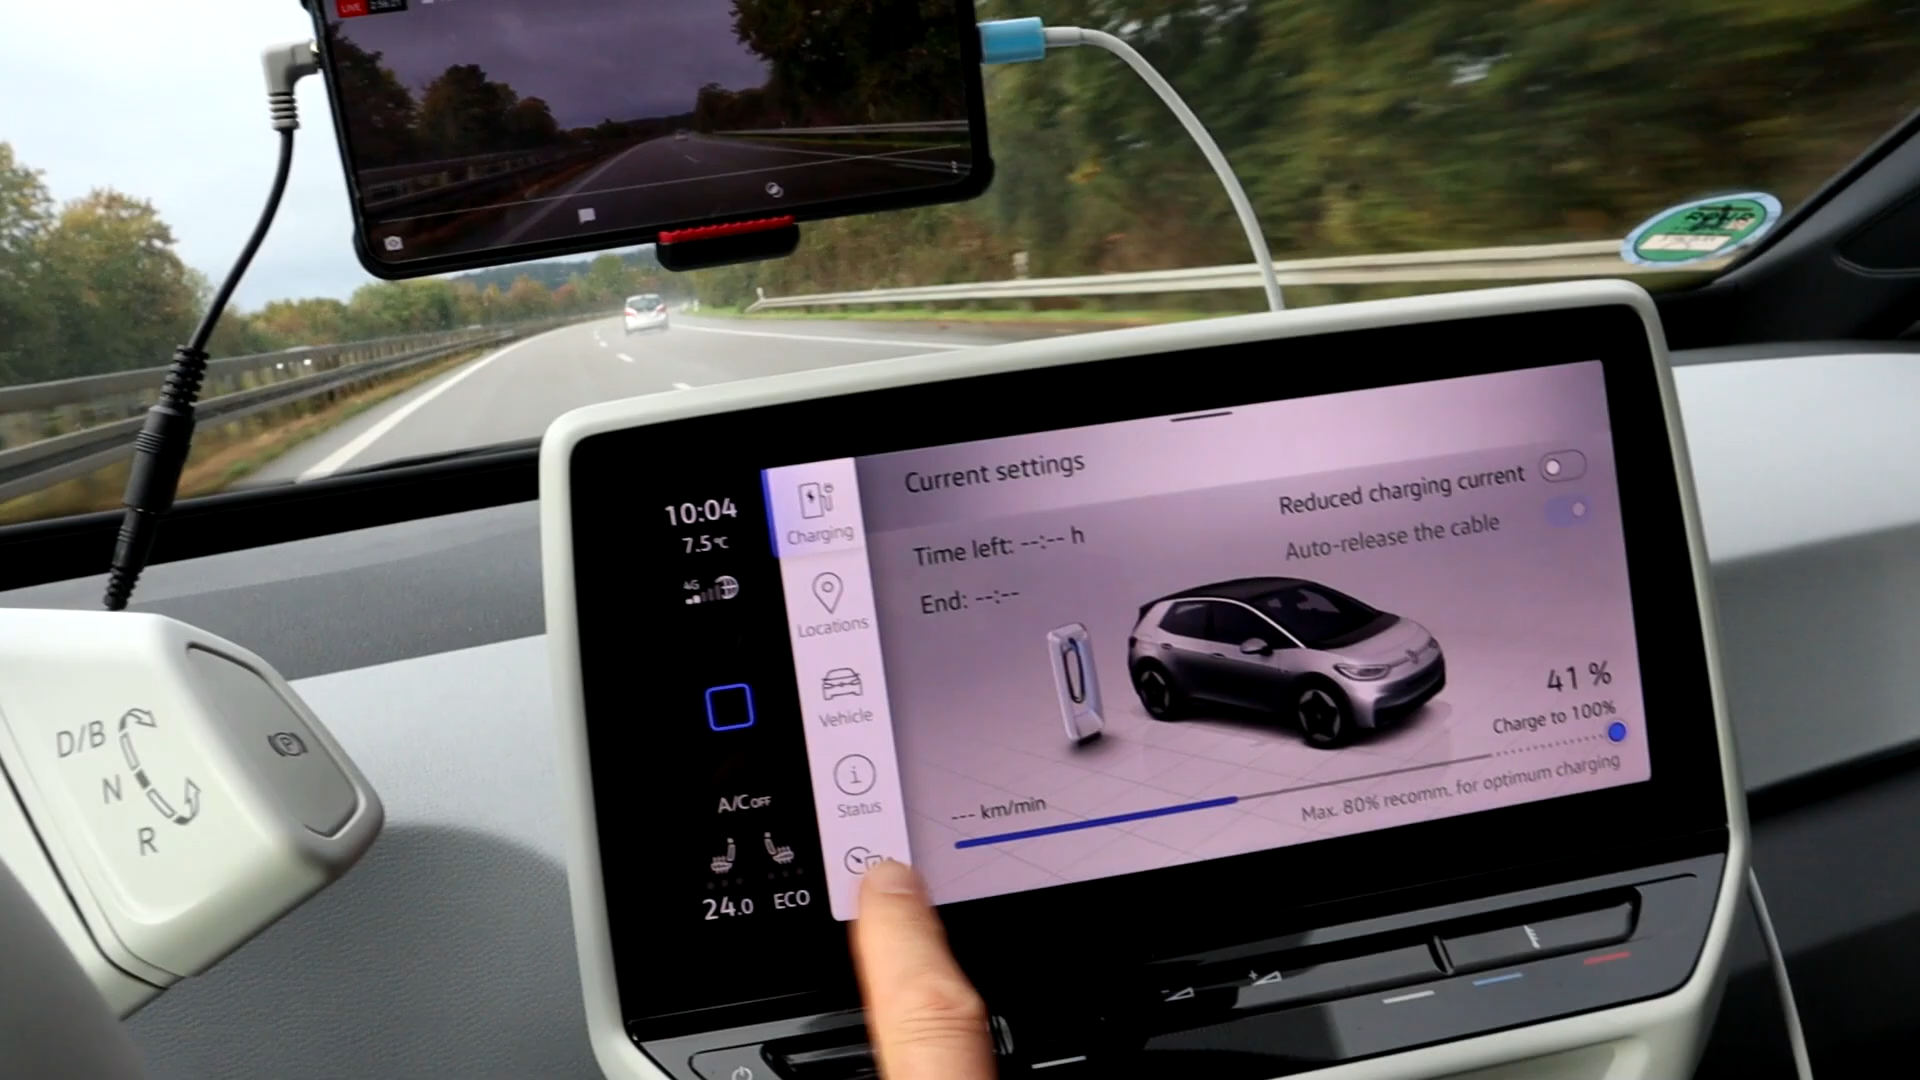 LIVE
10:04
7.5°C
4G
A/C OFF
24.0
ECO
Charging
Locations
Vehicle
Status
Current settings
Time left: --:-- h
End: --:--
Reduced charging current
Auto-release the cable
41 %
Charge to 100%
--- km/min
Max. 80% recomm. for optimum charging
D/B
N
R
P